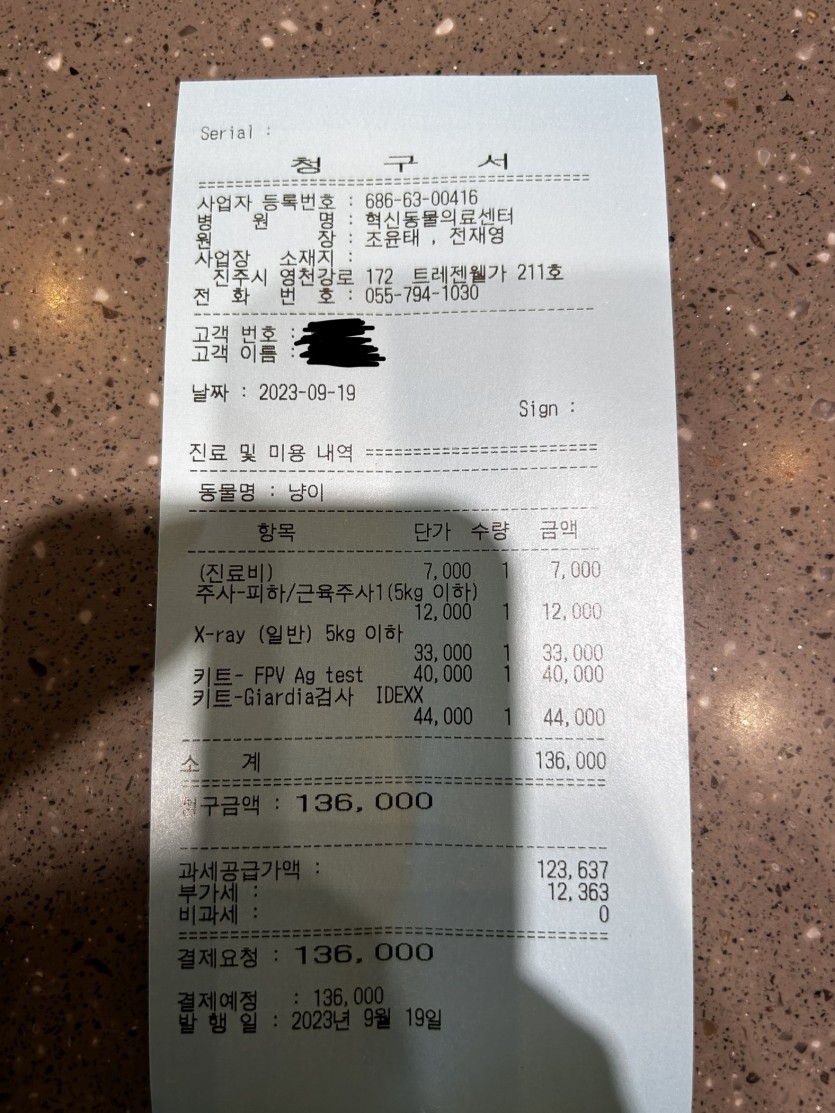 Serial :
청 구 서
사업자 등록번호 : 686-63-00416
병 원 명 : 혁신동물의료센터
원 장 : 조윤태 , 전재영
사업장 소재지 :
진주시 영천강로 172 트레젠웰가 211호
전 화 번 호 : 055-794-1030
고객 번호 :
고객 이름 :
날짜 : 2023-09-19
Sign :
진료 및 미용 내역
동물명 : 냥이
항목 단가 수량 금액
(진료비) 7,000 1 7,000
주사-피하/근육주사1(5kg 이하)
12,000 1 12,000
X-ray (일반) 5kg 이하
33,000 1 33,000
키트- FPV Ag test 40,000 1 40,000
키트-Giardia검사 IDEXX
44,000 1 44,000
소 계 136,000
청구금액 : 136,000
과세공급가액 : 123,637
부가세 : 12,363
비과세 : 0
결제요청 : 136,000
결제예정 : 136,000
발 행 일 : 2023년 9월 19일